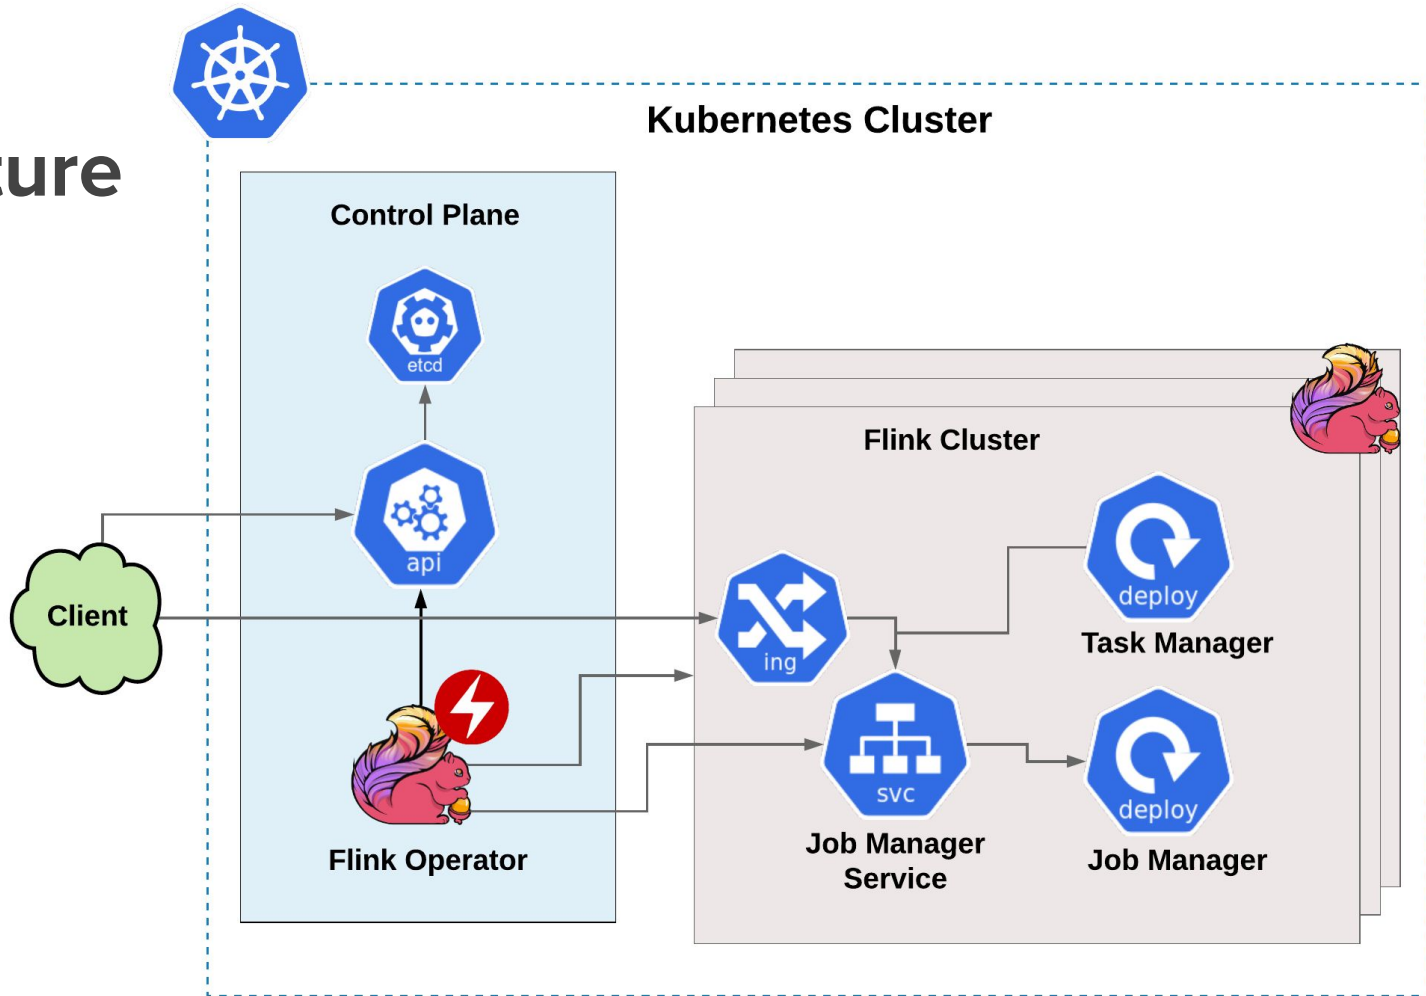 ture
Kubernetes Cluster
Control Plane
etcd
api
Client
Flink Operator
Flink Cluster
ing
svc
Job Manager
Service
deploy
Task Manager
deploy
Job Manager